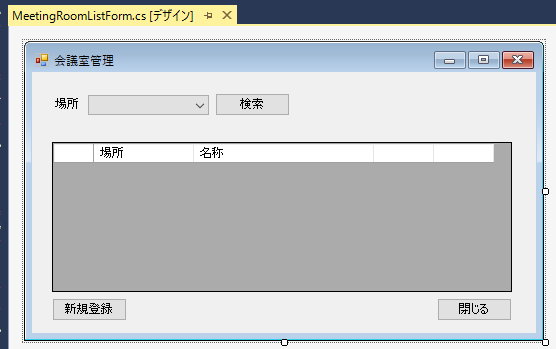 MeetingRoomListForm.cs [デザイン]
会議室管理
場所 検索
場所 名称
新規登録 閉じる